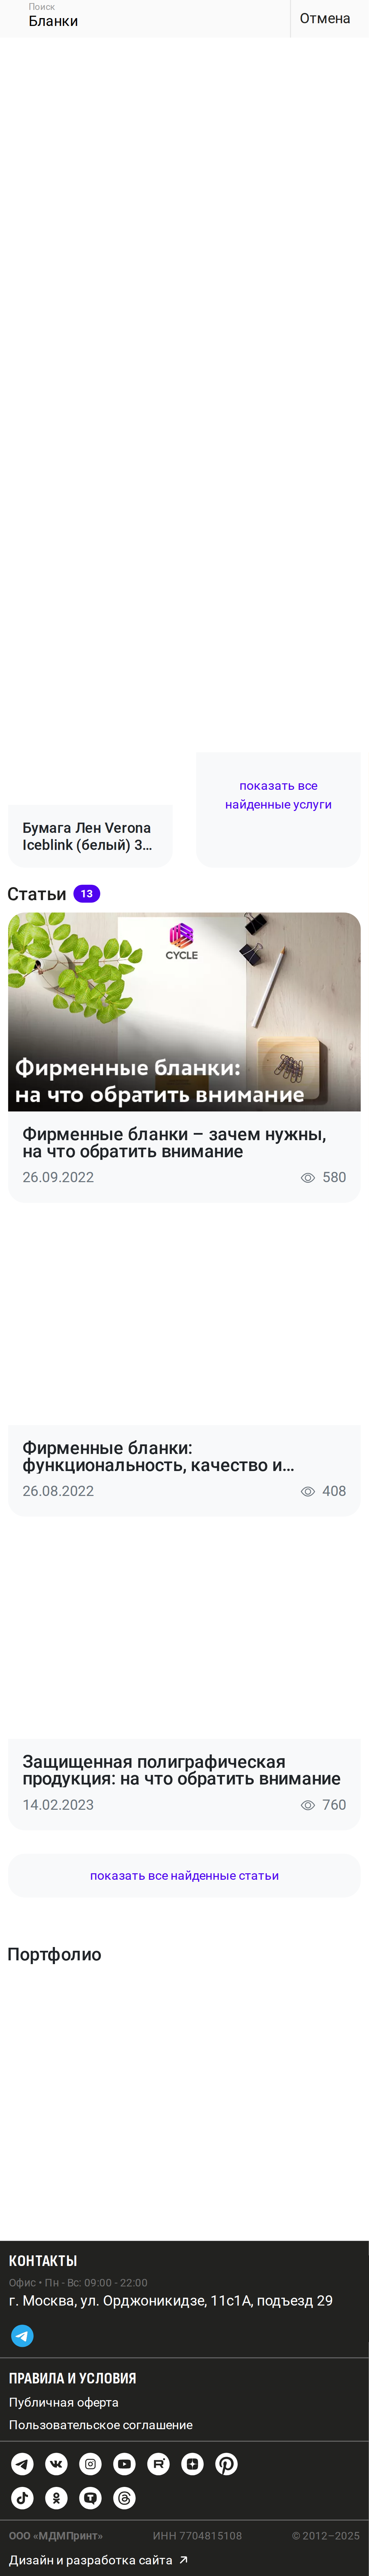 Поиск
Бланки
Отмена
показать все
найденные услуги
Бумага Лен Verona
Iceblink (белый) 3...
Статьи 13
CYCLE
Фирменные бланки:
на что обратить внимание
Фирменные бланки – зачем нужны,
на что обратить внимание
26.09.2022 580
Фирменные бланки:
функциональность, качество и...
26.08.2022 408
Защищенная полиграфическая
продукция: на что обратить внимание
14.02.2023 760
показать все найденные статьи
Портфолио
КОНТАКТЫ
Офис • Пн - Вс: 09:00 - 22:00
г. Москва, ул. Орджоникидзе, 11с1А, подъезд 29
ПРАВИЛА И УСЛОВИЯ
Публичная оферта
Пользовательское соглашение
ООО «МДМПринт» ИНН 7704815108 © 2012–2025
Дизайн и разработка сайта